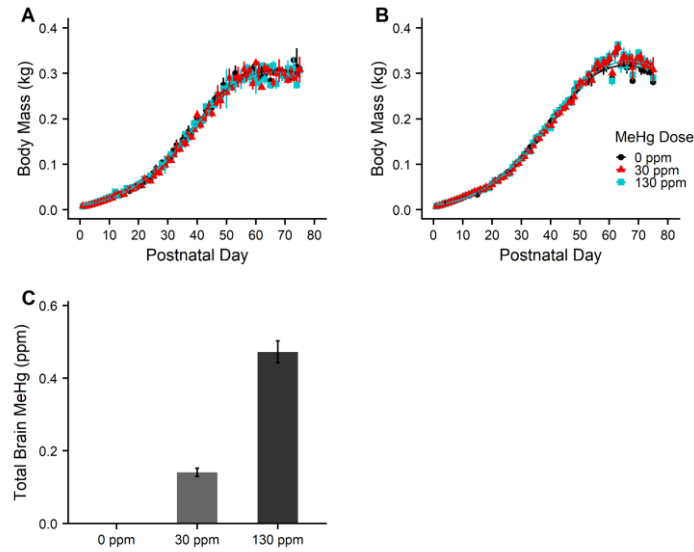 A
Body Mass (kg)
0.4
0.3
0.2
0.1
0.0
0 10 20 30 40 50 60 70 80
Postnatal Day
B
Body Mass (kg)
0.4
0.3
0.2
0.1
0.0
0 10 20 30 40 50 60 70 80
Postnatal Day
MeHg Dose
0 ppm
30 ppm
130 ppm
C
Total Brain MeHg (ppm)
0.6
0.4
0.2
0.0
0 ppm 30 ppm 130 ppm